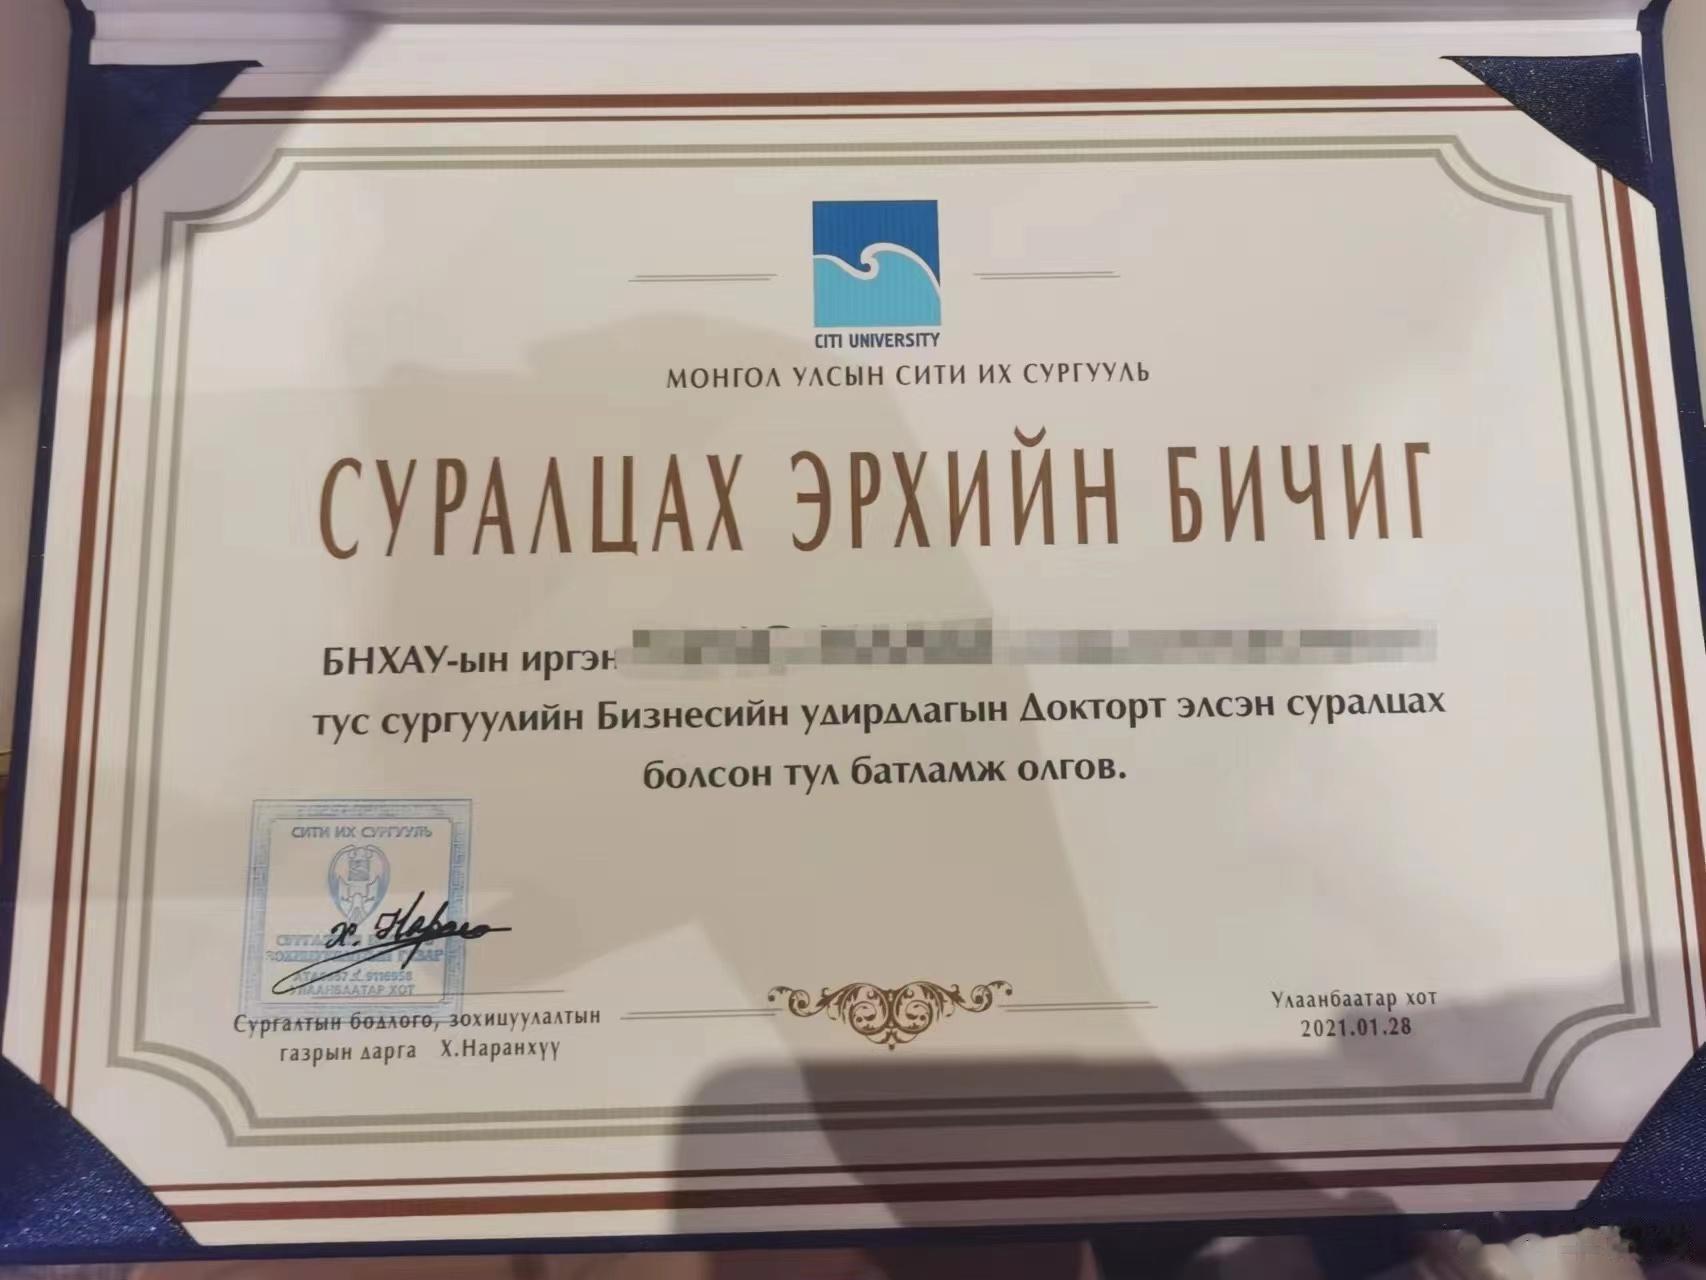 CITI UNIVERSITY
МОНГОЛ УЛСЫН СИТИ ИХ СУРГУУЛЬ
СУРАЛЦАХ ЭРХИЙН БИЧИГ
БНХАУ-ын иргэн
тус сургуулийн Бизнесийн удирдлагын Докторт элсэн суралцах
болсон тул батламж олгов.
СИТИ ИХ СУРГУУЛЬ
УЛААНБААТАР ХОТ
Сургалтын бодлого, зохицуулалтын
газрын дарга Х.Наранхүү
Улаанбаатар хот
2021.01.28